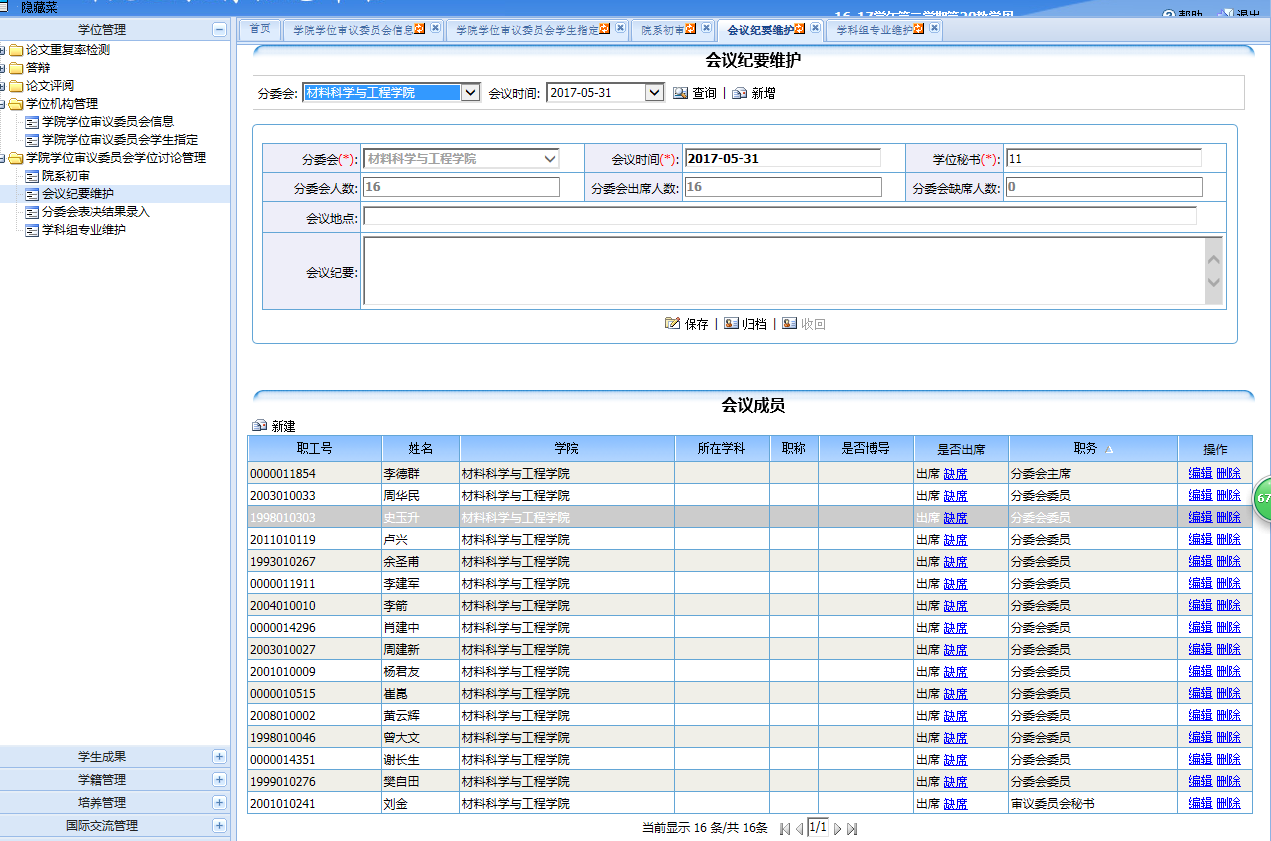 隐藏菜
学位管理
论文重复率检测
答辩
论文评阅
学位机构管理
学院学位审议委员会信息
学院学位审议委员会学生指定
学院学位审议委员会学位讨论管理
院系初审
会议纪要维护
分委会表决结果录入
学科组专业维护
学生成果
学籍管理
培养管理
国际交流管理
帮助 退出
首页 学院学位审议委员会信息 学院学位审议委员会学生指定 院系初审 会议纪要维护 学科组专业维护
会议纪要维护
分委会: 材料科学与工程学院 会议时间: 2017-05-31 查询 | 新增
分委会(*): 材料科学与工程学院 会议时间(*): 2017-05-31 学位秘书(*): 11
分委会人数: 16 分委会出席人数: 16 分委会缺席人数: 0
会议地点:
会议纪要:
保存 | 归档 | 收回
会议成员
新建
职工号 姓名 学院 所在学科 职称 是否博导 是否出席 职务 操作
0000011854 李德群 材料科学与工程学院 出席 缺席 分委会主席 编辑 删除
2003010033 周华民 材料科学与工程学院 出席 缺席 分委会委员 编辑 删除
1998010303 史玉升 材料科学与工程学院 出席 缺席 分委会委员 编辑 删除
2011010119 卢兴 材料科学与工程学院 出席 缺席 分委会委员 编辑 删除
1993010267 余圣甫 材料科学与工程学院 出席 缺席 分委会委员 编辑 删除
0000011911 李建军 材料科学与工程学院 出席 缺席 分委会委员 编辑 删除
2004010010 李箭 材料科学与工程学院 出席 缺席 分委会委员 编辑 删除
0000014296 肖建中 材料科学与工程学院 出席 缺席 分委会委员 编辑 删除
2003010027 周建新 材料科学与工程学院 出席 缺席 分委会委员 编辑 删除
2001010009 杨君友 材料科学与工程学院 出席 缺席 分委会委员 编辑 删除
0000010515 崔崑 材料科学与工程学院 出席 缺席 分委会委员 编辑 删除
2008010002 黄云辉 材料科学与工程学院 出席 缺席 分委会委员 编辑 删除
1998010046 曾大文 材料科学与工程学院 出席 缺席 分委会委员 编辑 删除
0000014351 谢长生 材料科学与工程学院 出席 缺席 分委会委员 编辑 删除
1999010276 樊自田 材料科学与工程学院 出席 缺席 分委会委员 编辑 删除
2001010241 刘金 材料科学与工程学院 出席 缺席 审议委员会秘书 编辑 删除
当前显示 16 条/共 16条 1/1
67